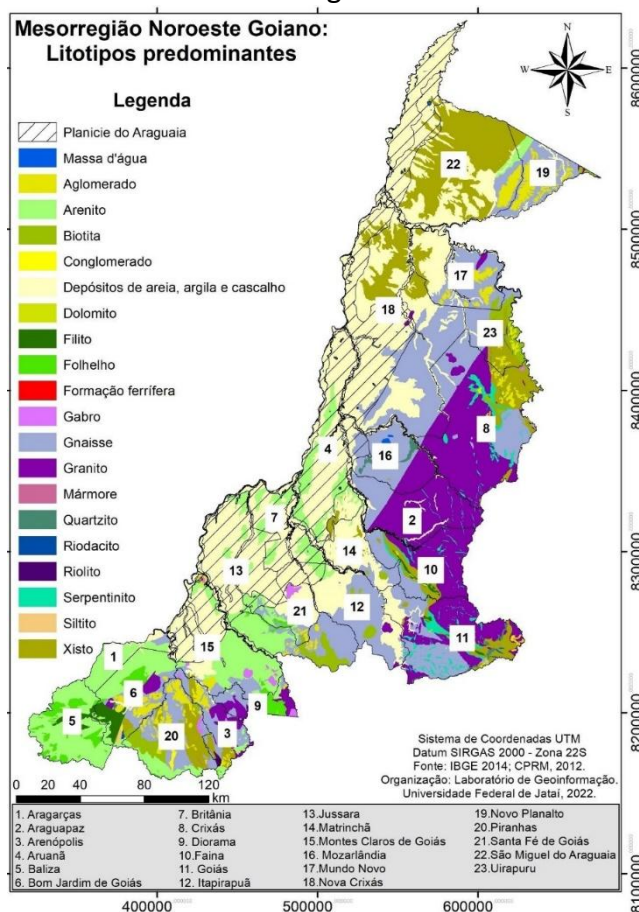 Mesorregião Noroeste Goiano:
Litotipos predominantes
N
W
E
S
Legenda
Planicie do Araguaia
Massa d'água
Aglomerado
Arenito
Biotita
Conglomerado
Depósitos de areia, argila e cascalho
Dolomito
Filito
Folhelho
Formação ferrífera
Gabro
Gnaisse
Granito
Mármore
Quartzito
Riodacito
Riolito
Serpentinito
Siltito
Xisto
22
19
17
18
23
8
4
16
7
2
14
13
10
12
21
11
15
1
6
9
5
3
20
8600000
8500000
8400000
8300000
8200000
8100000
0 20 40 80 120
km
Sistema de Coordenadas UTM
Datum SIRGAS 2000 - Zona 22S
Fonte: IBGE 2014; CPRM, 2012.
Organização: Laboratório de Geoinformação.
Universidade Federal de Jataí, 2022.
1. Aragarças
2. Araguapaz
3. Arenópolis
4. Aruanã
5. Baliza
6. Bom Jardim de Goiás
7. Britânia
8. Crixás
9. Diorama
10.Faina
11. Goiás
12. Itapirapuã
13.Jussara
14.Matrinchã
15.Montes Claros de Goiás
16. Mozarlândia
17.Mundo Novo
18.Nova Crixás
19.Novo Planalto
20.Piranhas
21.Santa Fé de Goiás
22.São Miguel do Araguaia
23.Uirapuru
400000 500000 600000